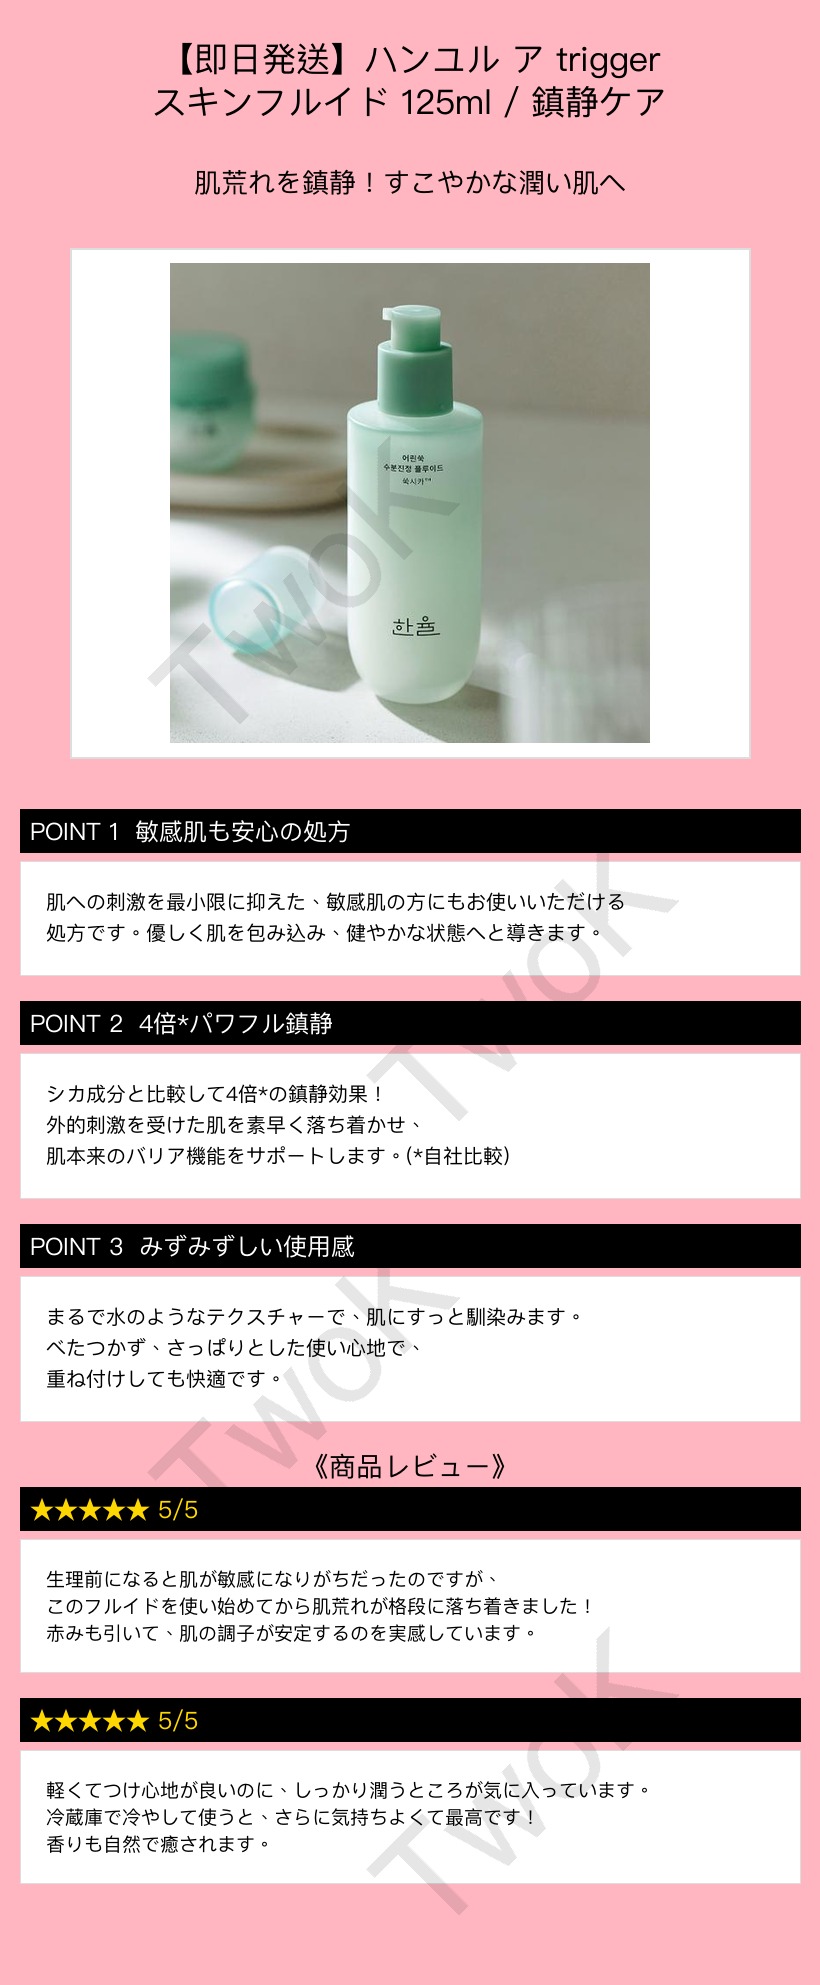 【即日発送】ハンユル ア trigger
スキンフルイド 125ml / 鎮静ケア
肌荒れを鎮静！すこやかな潤い肌へ
어린쑥
수분진정 플루이드
쑥시카™
한율
TwoK
POINT 1 敏感肌も安心の処方
肌への刺激を最小限に抑えた、敏感肌の方にもお使いいただける
処方です。優しく肌を包み込み、健やかな状態へと導きます。
TwoK
POINT 2 4倍*パワフル鎮静
シカ成分と比較して4倍*の鎮静効果！
外的刺激を受けた肌を素早く落ち着かせ、
肌本来のバリア機能をサポートします。(*自社比較)
POINT 3 みずみずしい使用感
まるで水のようなテクスチャーで、肌にすっと馴染みます。
べたつかず、さっぱりとした使い心地で、
重ね付けしても快適です。
TwoK
《商品レビュー》
★★★★★ 5/5
生理前になると肌が敏感になりがちだったのですが、
このフルイドを使い始めてから肌荒れが格段に落ち着きました！
赤みも引いて、肌の調子が安定するのを実感しています。
★★★★★ 5/5
軽くてつけ心地が良いのに、しっかり潤うところが気に入っています。
冷蔵庫で冷やして使うと、さらに気持ちよくて最高です！
香りも自然で癒されます。
TwoK